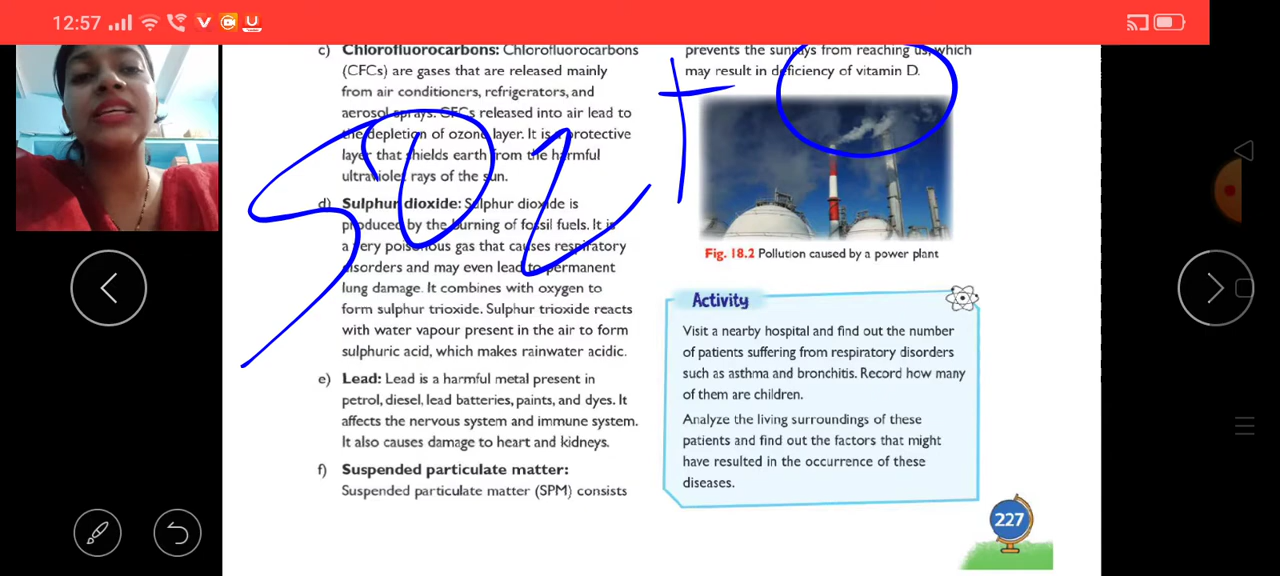 12:57
c) Chlorofluorocarbons: Chlorofluorocarbons
(CFCs) are gases that are released mainly
from air conditioners, refrigerators, and
aerosol sprays. CFCs released into air lead to
the depletion of ozone layer. It is a protective
layer that shields earth from the harmful
ultraviolet rays of the sun.
d) Sulphur dioxide: Sulphur dioxide is
produced by the burning of fossil fuels. It is
a very poisonous gas that causes respiratory
disorders and may even lead to permanent
lung damage. It combines with oxygen to
form sulphur trioxide. Sulphur trioxide reacts
with water vapour present in the air to form
sulphuric acid, which makes rainwater acidic.
e) Lead: Lead is a harmful metal present in
petrol, diesel, lead batteries, paints, and dyes. It
affects the nervous system and immune system.
It also causes damage to heart and kidneys.
f) Suspended particulate matter:
Suspended particulate matter (SPM) consists
SO2 +
prevents the sunrays from reaching us, which
may result in deficiency of vitamin D.
Fig. 18.2 Pollution caused by a power plant
Activity
Visit a nearby hospital and find out the number
of patients suffering from respiratory disorders
such as asthma and bronchitis. Record how many
of them are children.
Analyze the living surroundings of these
patients and find out the factors that might
have resulted in the occurrence of these
diseases.
227